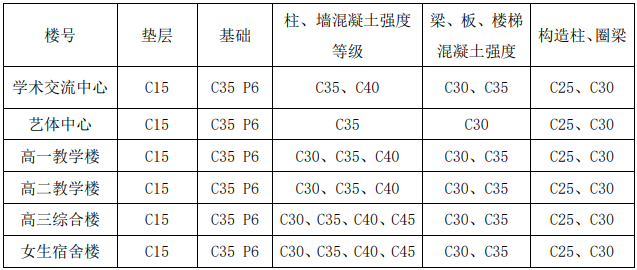 楼号 垫层 基础 柱、墙混凝土强度等级 梁、板、楼梯混凝土强度 构造柱、圈梁
学术交流中心 C15 C35 P6 C35、C40 C30、C35 C25、C30
艺体中心 C15 C35 P6 C35 C30 C25、C30
高一教学楼 C15 C35 P6 C30、C35、C40 C30、C35 C25、C30
高二教学楼 C15 C35 P6 C30、C35、C40 C30、C35 C25、C30
高三综合楼 C15 C35 P6 C30、C35、C40、C45 C30、C35 C25、C30
女生宿舍楼 C15 C35 P6 C30、C35、C40、C45 C30、C35 C25、C30